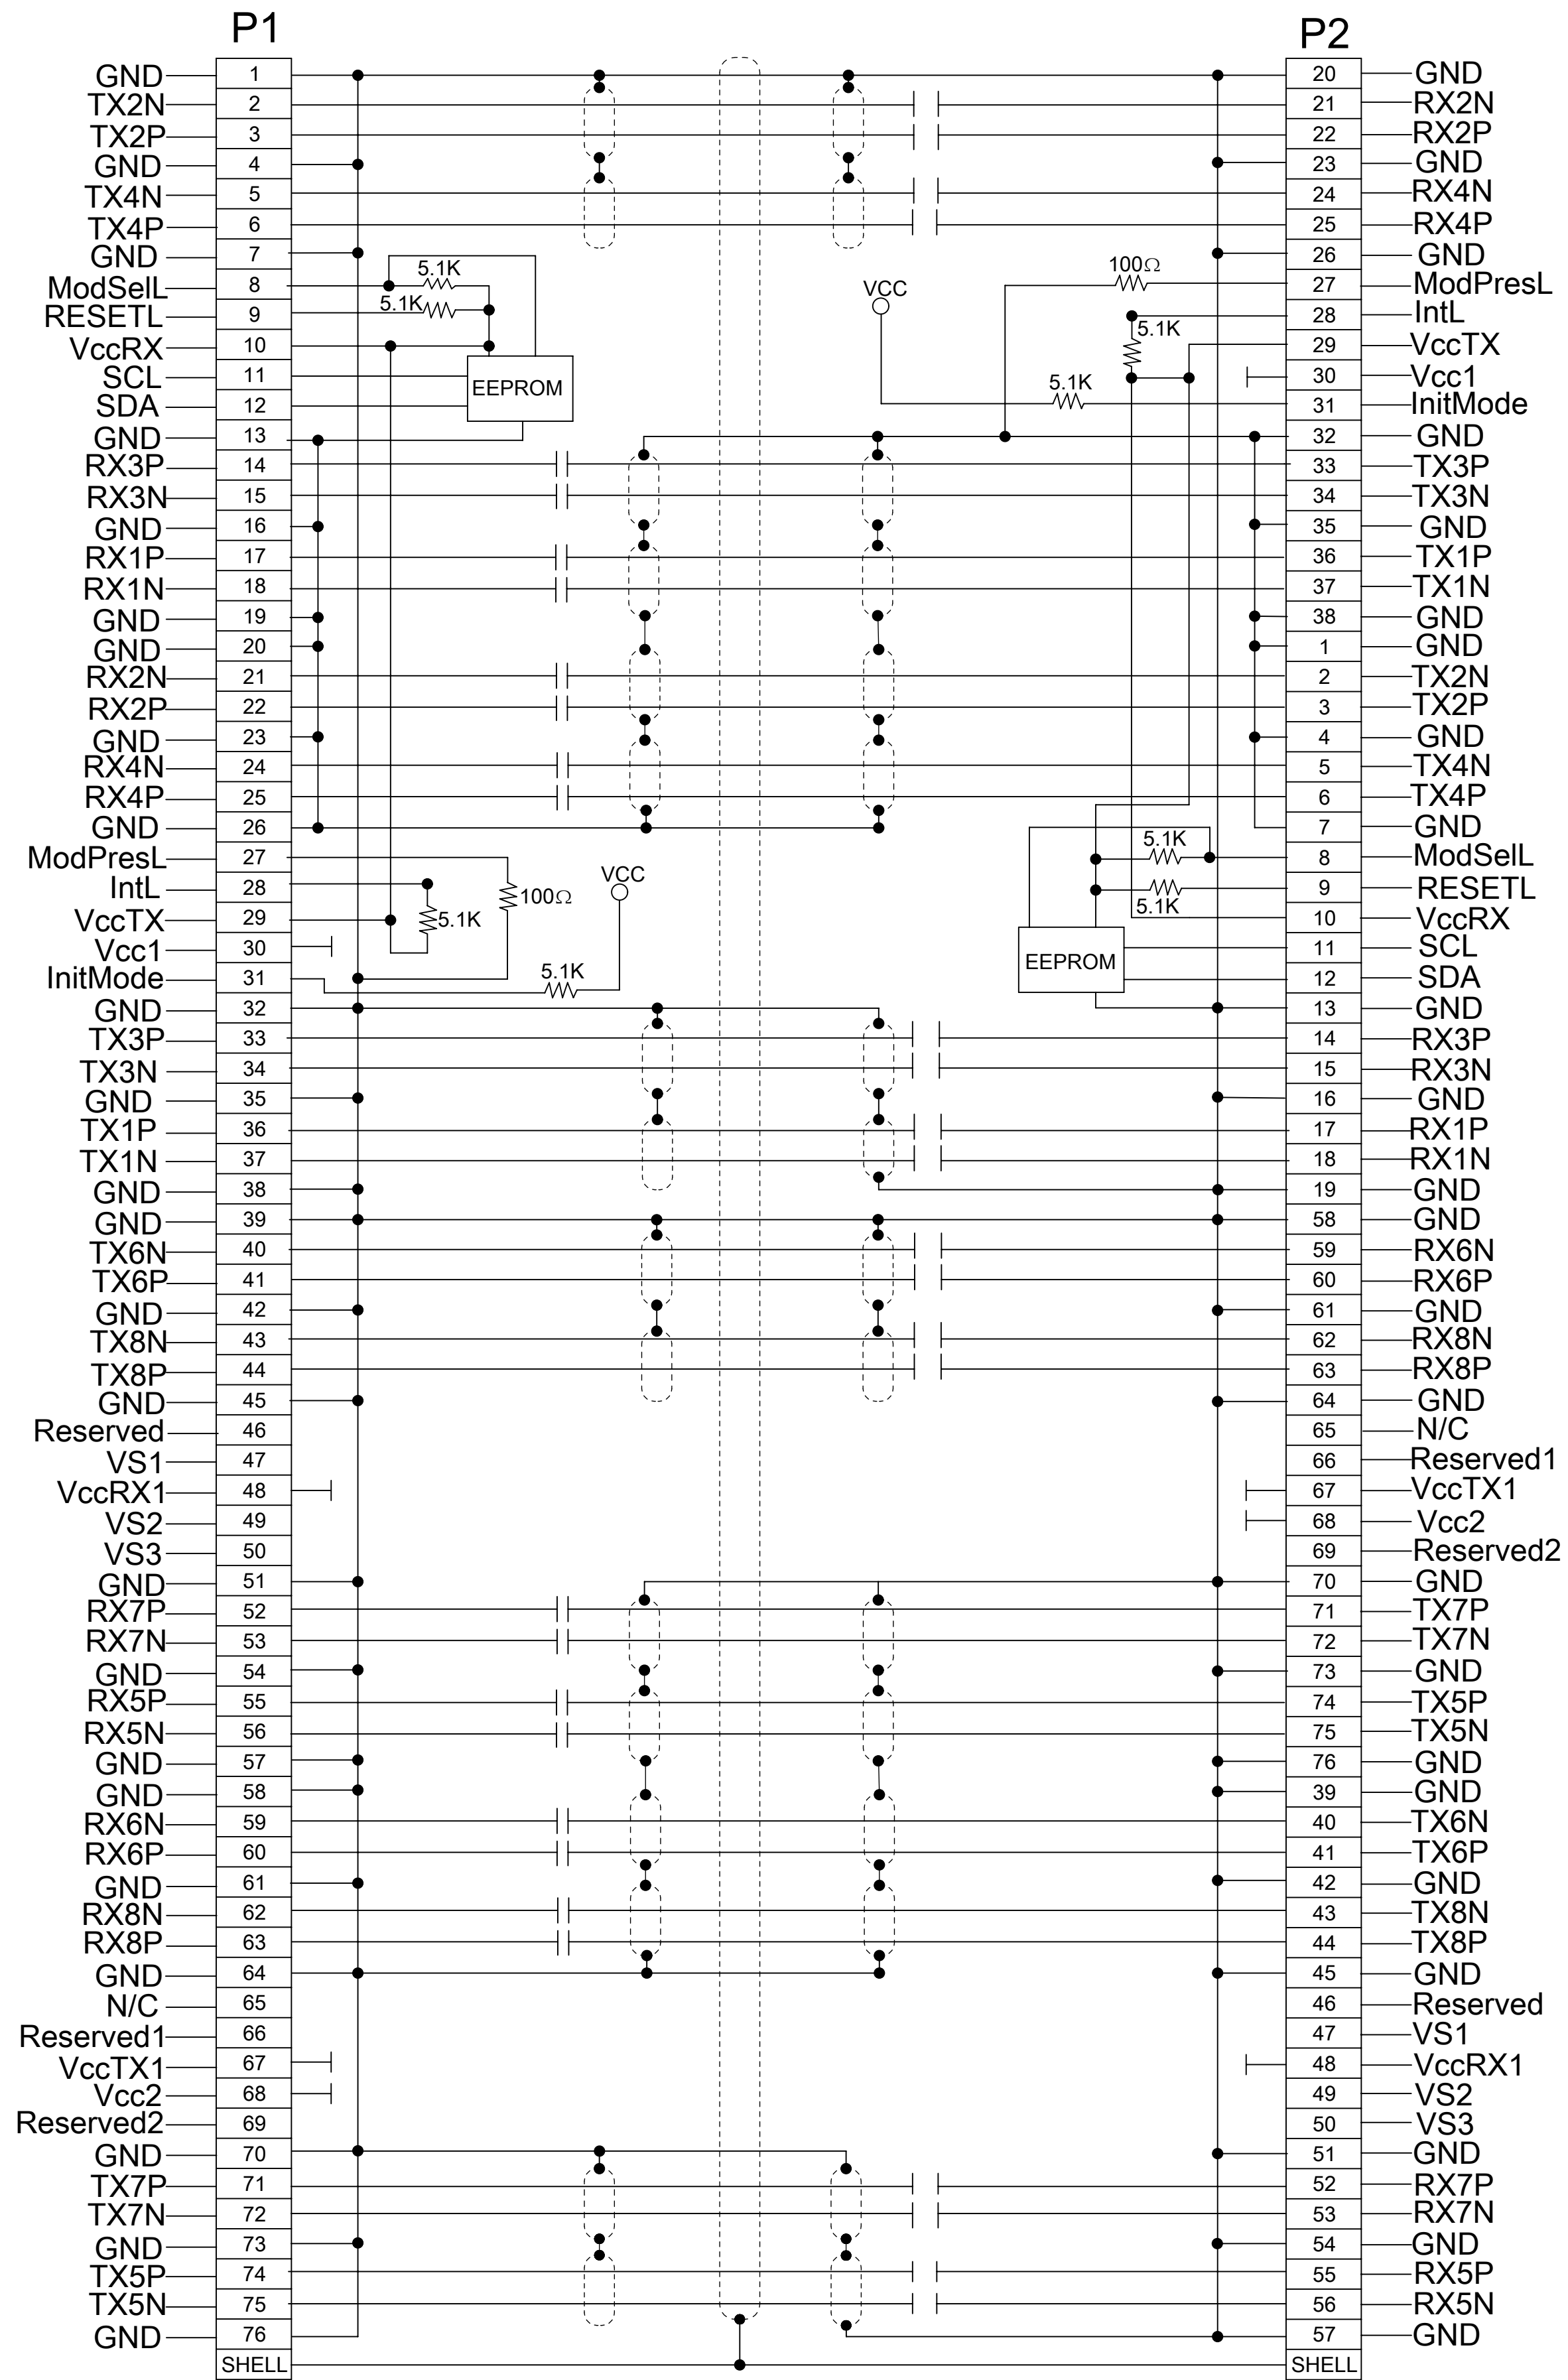 P1 P2
GND 1 20 GND
TX2N 2 21 RX2N
TX2P 3 22 RX2P
GND 4 23 GND
TX4N 5 24 RX4N
TX4P 6 25 RX4P
GND 7 26 GND
5.1K 100Ω
ModSelL 8 27 ModPresL
5.1K VCC
RESETL 9 28 IntL
5.1K
VccRX 10 29 VccTX
SCL 11 30 Vcc1
EEPROM 5.1K
SDA 12 31 InitMode
GND 13 32 GND
RX3P 14 33 TX3P
RX3N 15 34 TX3N
GND 16 35 GND
RX1P 17 36 TX1P
RX1N 18 37 TX1N
GND 19 38 GND
GND 20 1 GND
RX2N 21 2 TX2N
RX2P 22 3 TX2P
GND 23 4 GND
RX4N 24 5 TX4N
RX4P 25 6 TX4P
GND 26 7 GND
5.1K
ModPresL 27 8 ModSelL
VCC
IntL 28 9 RESETL
100Ω 5.1K
VccTX 29 5.1K 10 VccRX
Vcc1 30 11 SCL
EEPROM
InitMode 31 5.1K 12 SDA
GND 32 13 GND
TX3P 33 14 RX3P
TX3N 34 15 RX3N
GND 35 16 GND
TX1P 36 17 RX1P
TX1N 37 18 RX1N
GND 38 19 GND
GND 39 58 GND
TX6N 40 59 RX6N
TX6P 41 60 RX6P
GND 42 61 GND
TX8N 43 62 RX8N
TX8P 44 63 RX8P
GND 45 64 GND
Reserved 46 65 N/C
VS1 47 66 Reserved1
VccRX1 48 67 VccTX1
VS2 49 68 Vcc2
VS3 50 69 Reserved2
GND 51 70 GND
RX7P 52 71 TX7P
RX7N 53 72 TX7N
GND 54 73 GND
RX5P 55 74 TX5P
RX5N 56 75 TX5N
GND 57 76 GND
GND 58 39 GND
RX6N 59 40 TX6N
RX6P 60 41 TX6P
GND 61 42 GND
RX8N 62 43 TX8N
RX8P 63 44 TX8P
GND 64 45 GND
N/C 65 46 Reserved
Reserved1 66 47 VS1
VccTX1 67 48 VccRX1
Vcc2 68 49 VS2
Reserved2 69 50 VS3
GND 70 51 GND
TX7P 71 52 RX7P
TX7N 72 53 RX7N
GND 73 54 GND
TX5P 74 55 RX5P
TX5N 75 56 RX5N
GND 76 57 GND
SHELL SHELL